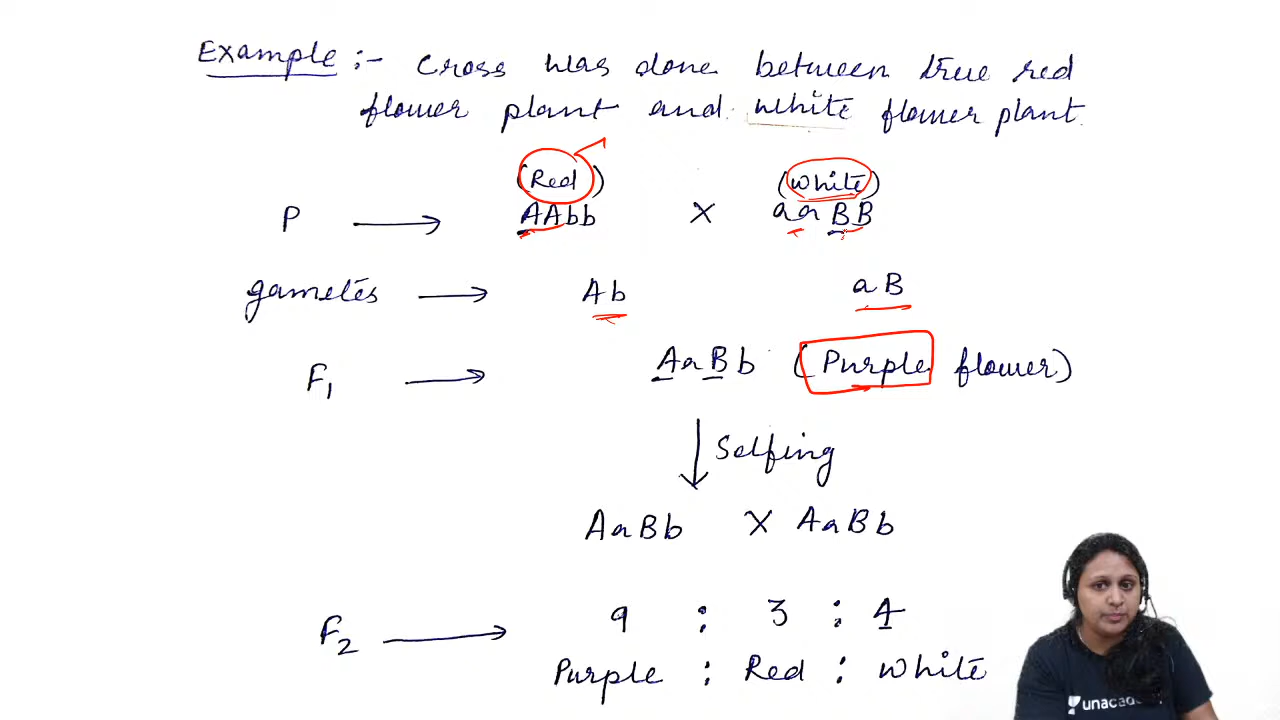 Example :- Cross was done between true red
flower plant and white flower plant.
(Red) (White)
P → AAbb X aaBB
gametes → Ab aB
F1 → AaBb (Purple flower)
↓ Selfing
AaBb X AaBb
F2 → 9 : 3 : 4
Purple : Red : White
unacade